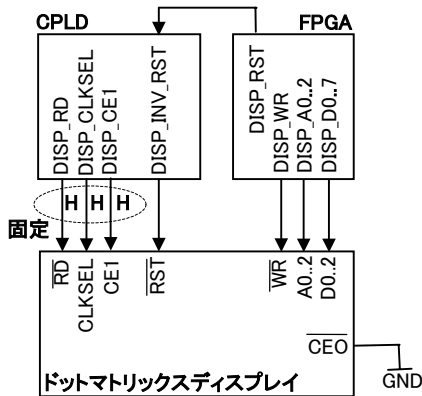 CPLD
FPGA
DISP_RD
DISP_CLKSEL
DISP_CE1
DISP_INV_RST
DISP_RST
DISP_WR
DISP_A0..2
DISP_D0..7
H H H
固定
RD
CLKSEL
CE1
RST
WR
A0..2
D0..2
CEO
GND
ドットマトリックスディスプレイ